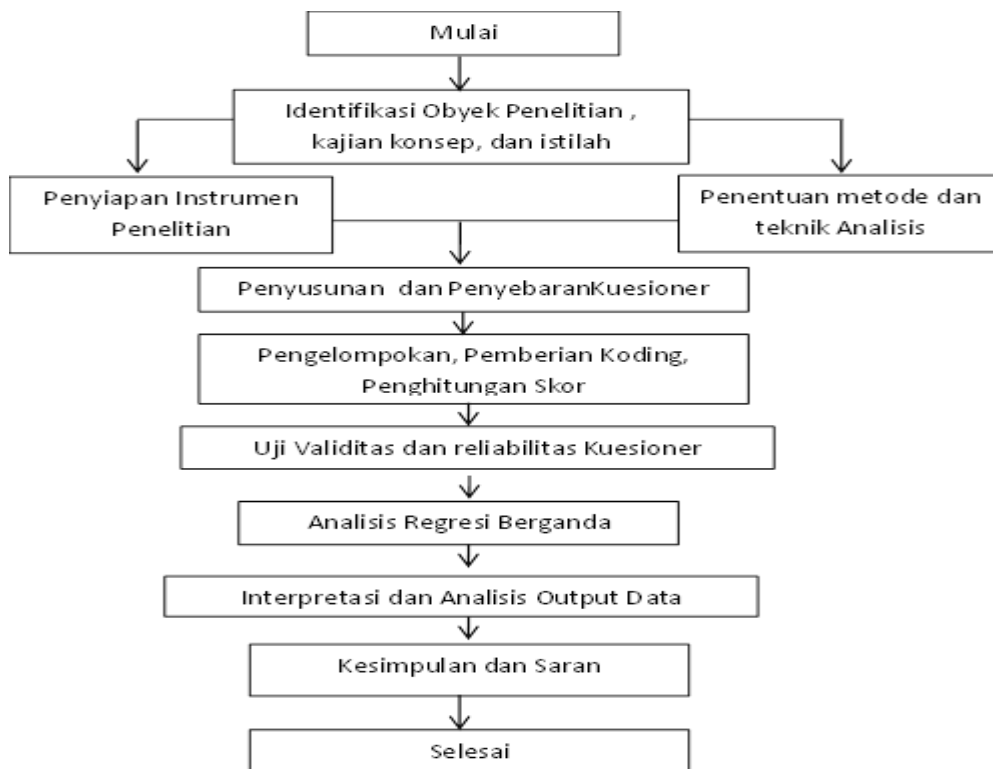 Mulai
Identifikasi Obyek Penelitian ,
kajian konsep, dan istilah
Penyiapan Instrumen
Penelitian
Penentuan metode dan
teknik Analisis
Penyusunan dan PenyebaranKuesioner
Pengelompokan, Pemberian Koding,
Penghitungan Skor
Uji Validitas dan reliabilitas Kuesioner
Analisis Regresi Berganda
Interpretasi dan Analisis Output Data
Kesimpulan dan Saran
Selesai